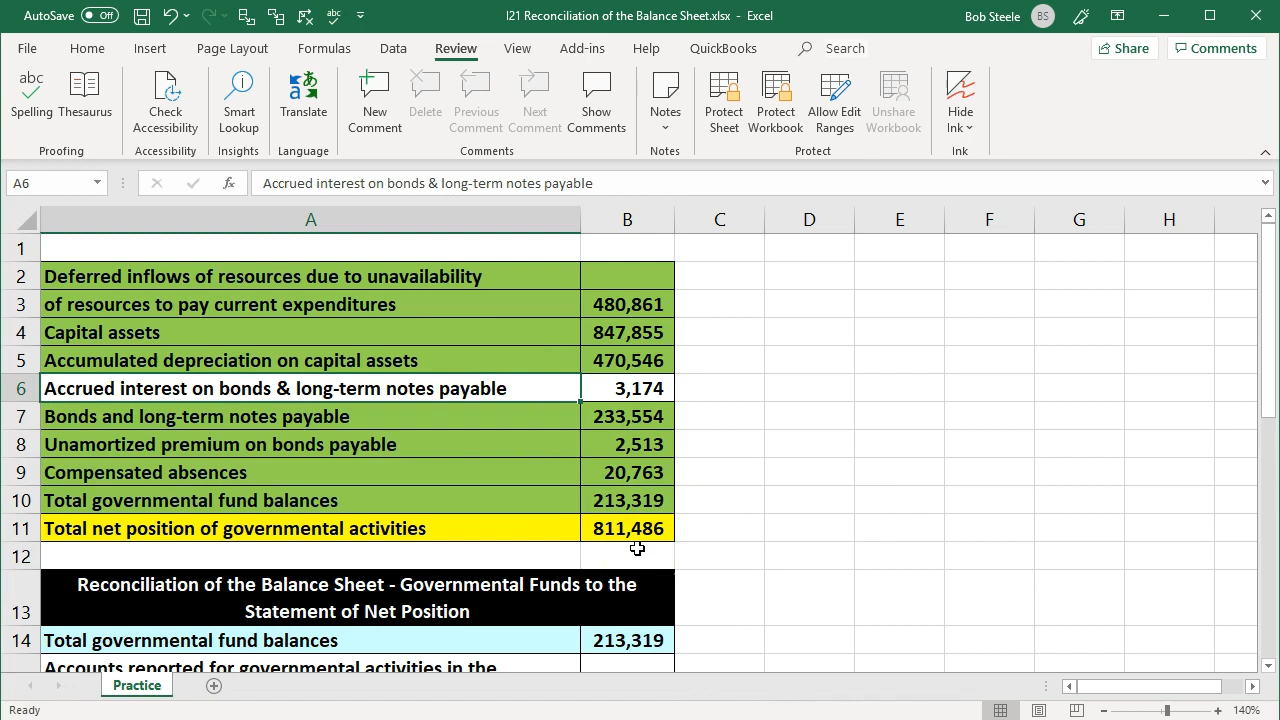 AutoSave Off I21 Reconciliation of the Balance Sheet.xlsx - Excel Bob Steele BS
File Home Insert Page Layout Formulas Data Review View Add-ins Help QuickBooks Search Share Comments
abc
Spelling Thesaurus
Proofing
Check
Accessibility
Accessibility
Smart
Lookup
Insights
Translate
Language
New
Comment
Delete
Previous
Comment
Next
Comment
Show
Comments
Comments
Notes
Notes
Protect
Sheet
Protect
Workbook
Allow Edit
Ranges
Unshare
Workbook
Protect
Hide
Ink
Ink
A6 fx Accrued interest on bonds & long-term notes payable
A B C D E F G H
1
2 Deferred inflows of resources due to unavailability
3 of resources to pay current expenditures 480,861
4 Capital assets 847,855
5 Accumulated depreciation on capital assets 470,546
6 Accrued interest on bonds & long-term notes payable 3,174
7 Bonds and long-term notes payable 233,554
8 Unamortized premium on bonds payable 2,513
9 Compensated absences 20,763
10 Total governmental fund balances 213,319
11 Total net position of governmental activities 811,486
12
Reconciliation of the Balance Sheet - Governmental Funds to the
13 Statement of Net Position
14 Total governmental fund balances 213,319
Accounts reported for governmental activities in the
Practice
Ready 140%